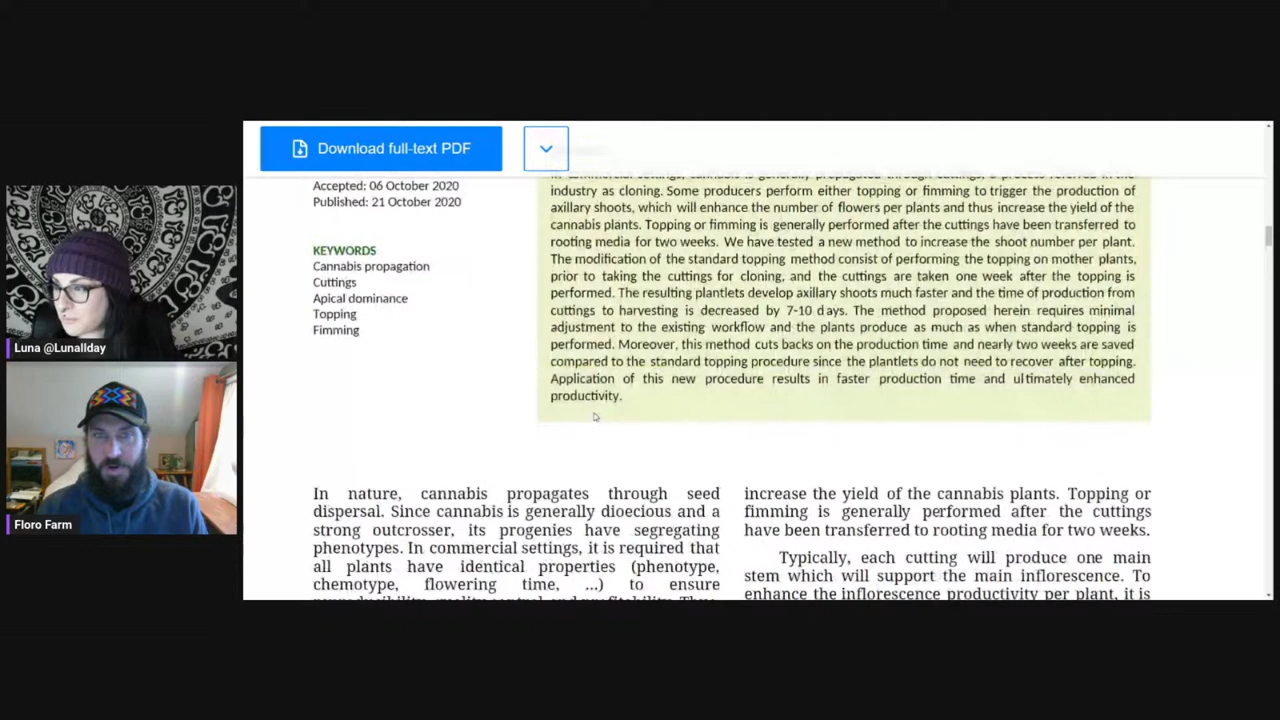 Download full-text PDF
Luna @Lunallday
Floro Farm
Accepted: 06 October 2020
Published: 21 October 2020
KEYWORDS
Cannabis propagation
Cuttings
Apical dominance
Topping
Fimming
industry as cloning. Some producers perform either topping or fimming to trigger the production of
axillary shoots, which will enhance the number of flowers per plants and thus increase the yield of the
cannabis plants. Topping or fimming is generally performed after the cuttings have been transferred to
rooting media for two weeks. We have tested a new method to increase the shoot number per plant.
The modification of the standard topping method consist of performing the topping on mother plants,
prior to taking the cuttings for cloning, and the cuttings are taken one week after the topping is
performed. The resulting plantlets develop axillary shoots much faster and the time of production from
cuttings to harvesting is decreased by 7-10 days. The method proposed herein requires minimal
adjustment to the existing workflow and the plants produce as much as when standard topping is
performed. Moreover, this method cuts backs on the production time and nearly two weeks are saved
compared to the standard topping procedure since the plantlets do not need to recover after topping.
Application of this new procedure results in faster production time and ultimately enhanced
productivity.
In nature, cannabis propagates through seed
dispersal. Since cannabis is generally dioecious and a
strong outcrosser, its progenies have segregating
phenotypes. In commercial settings, it is required that
all plants have identical properties (phenotype,
chemotype, flowering time, ...) to ensure
increase the yield of the cannabis plants. Topping or
fimming is generally performed after the cuttings
have been transferred to rooting media for two weeks.
Typically, each cutting will produce one main
stem which will support the main inflorescence. To
enhance the inflorescence productivity per plant, it is